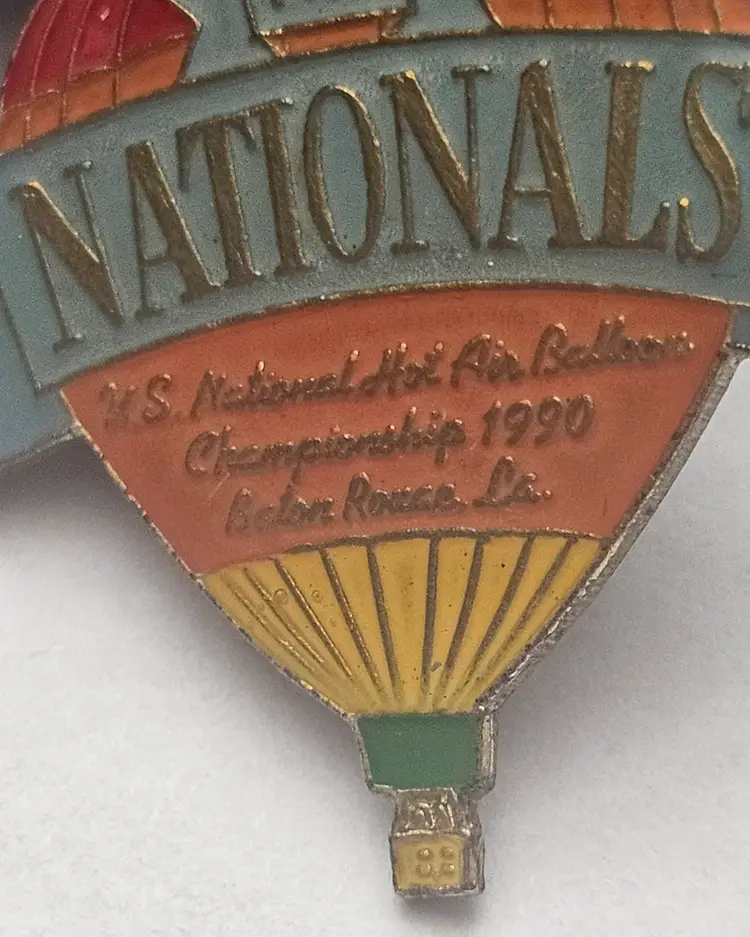 NATIONALS
U.S. National Hot Air Balloon
Championship 1990
Baton Rouge, La.